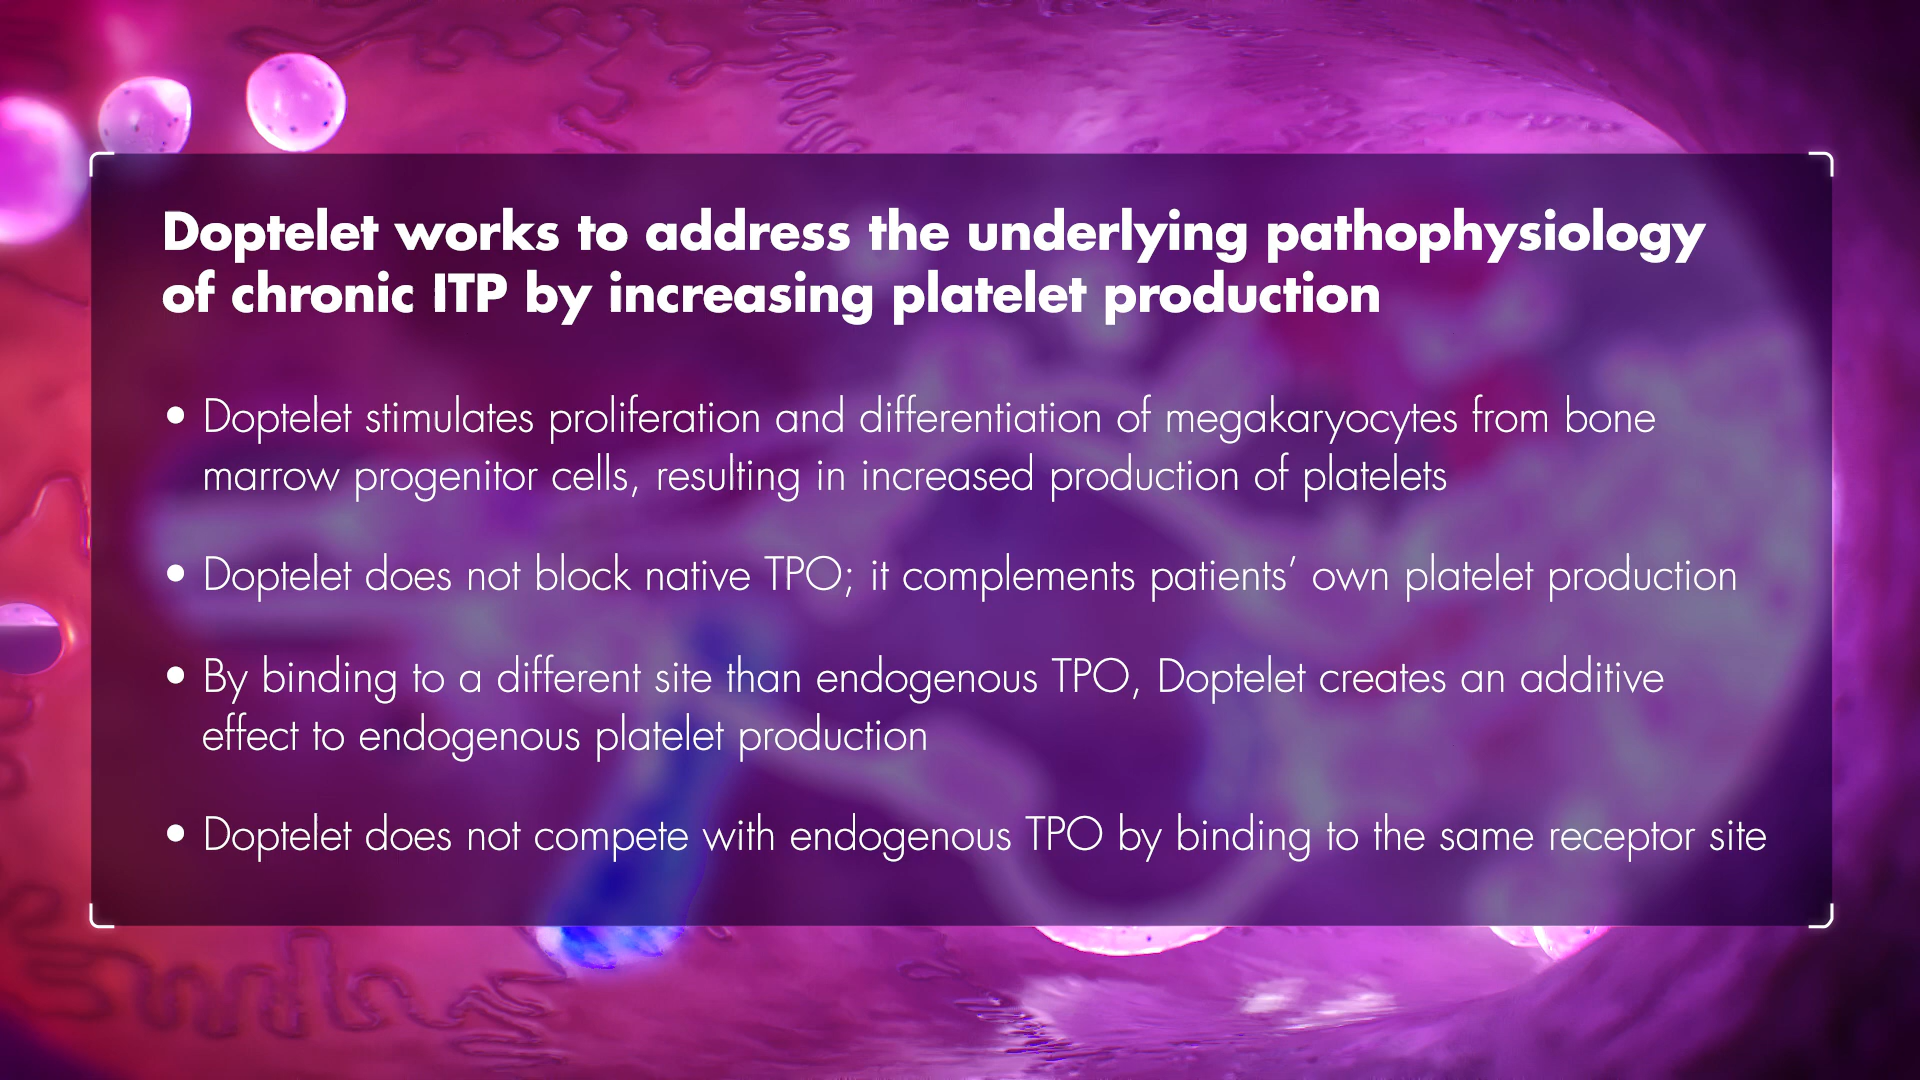 Doptelet works to address the underlying pathophysiology
of chronic ITP by increasing platelet production
• Doptelet stimulates proliferation and differentiation of megakaryocytes from bone
marrow progenitor cells, resulting in increased production of platelets
• Doptelet does not block native TPO; it complements patients’ own platelet production
• By binding to a different site than endogenous TPO, Doptelet creates an additive
effect to endogenous platelet production
• Doptelet does not compete with endogenous TPO by binding to the same receptor site